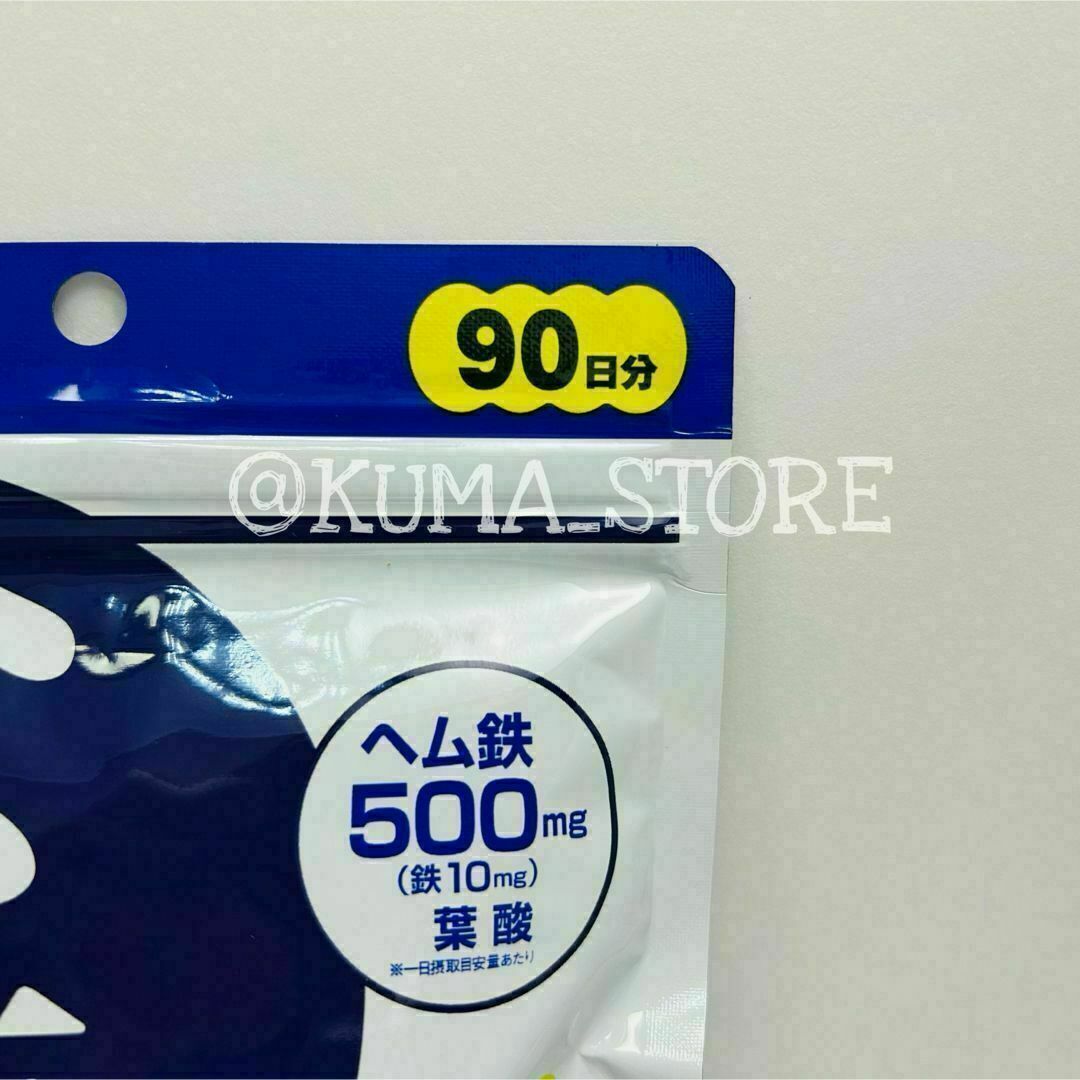 90日分
@KUMA_STORE
ヘム鉄
500mg
(鉄10mg)
葉酸
※一日摂取目安量あたり